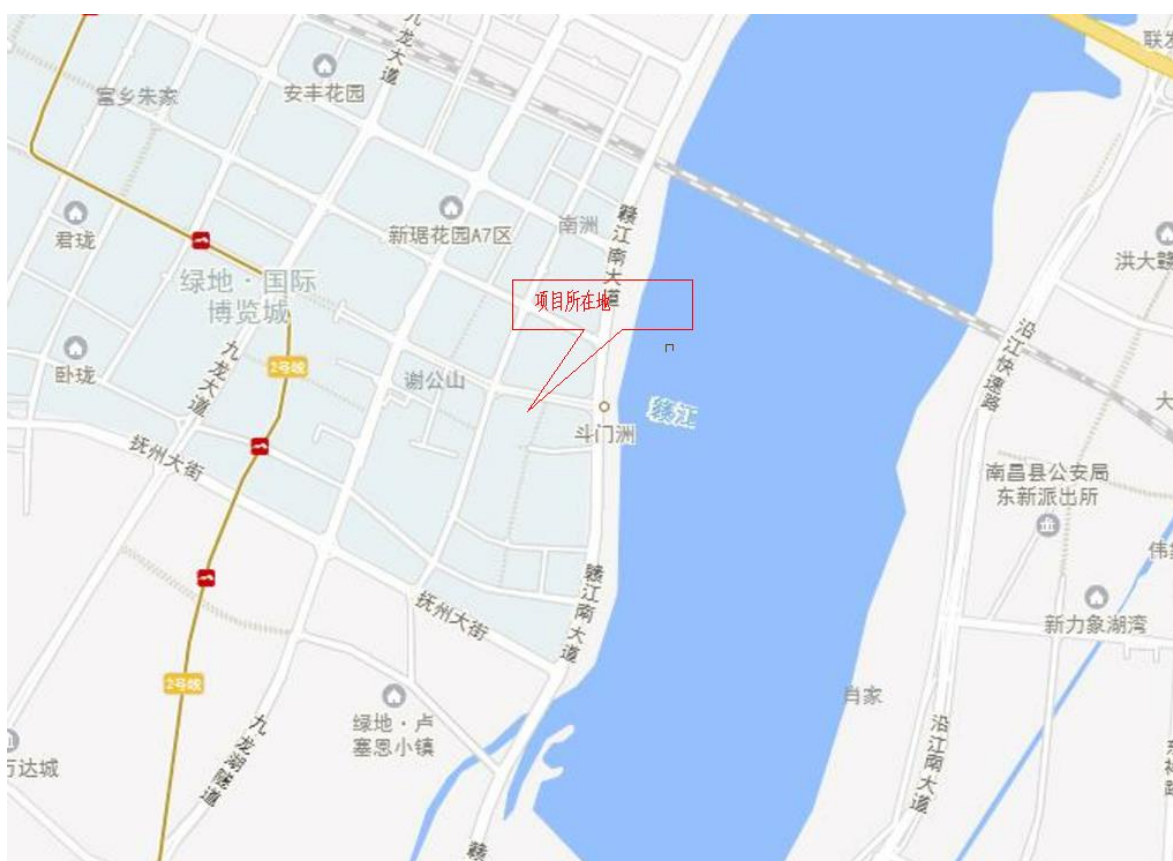 九龙大道
联发
安丰花园
富乡朱家
君珑
新琚花园A7区
南洲
赣江南大道
洪大赣
绿地·国际
博览城
项目所在地
沿江快速路
卧珑
九龙大道
2号线
谢公山
赣江
斗门洲
大
抚州大街
南昌县公安局
东新派出所
伟
赣江南大道
抚州大街
新力象湖湾
2号线
肖家
绿地·卢
塞恩小镇
九龙湖隧道
沿江南大道
万达城
赣